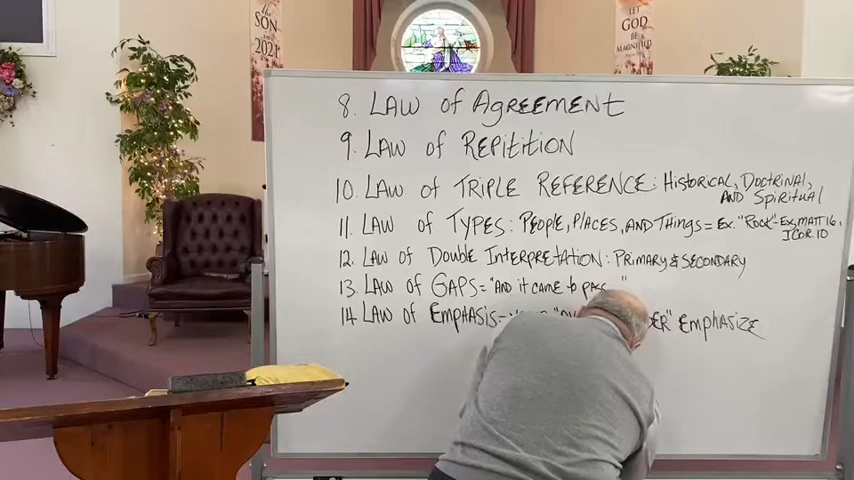 The
SON
2021
LET
GOD
BE
MAGNIFIED
8. LAW OF AGREEMENT
9. LAW OF REPITITION
10. LAW OF TRIPLE REFERENCE: HISTORICAL, DOCTRINAL,
AND SPIRITUAL
11. LAW OF TYPES: PEOPLE, PLACES, AND THINGS = EX. "ROCK"-EX, MATT 16,
1COR. 10
12. LAW OF DOUBLE INTERPRETATION: PRIMARY & SECONDARY
13. LAW OF GAPS = "AND IT CAME TO PASS "
14. LAW OF EMPHASIS= EMPHASIZE